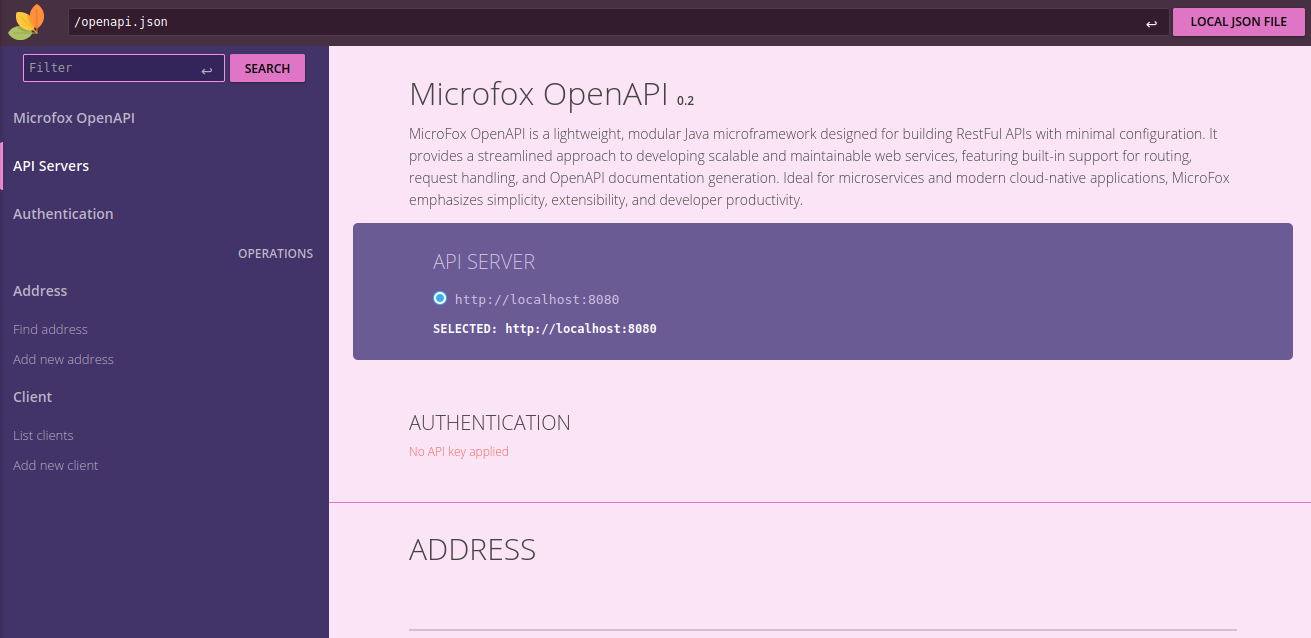 /openapi.json
LOCAL JSON FILE
Filter
SEARCH
Microfox OpenAPI
API Servers
Authentication
OPERATIONS
Address
Find address
Add new address
Client
List clients
Add new client
Microfox OpenAPI 0.2
MicroFox OpenAPI is a lightweight, modular Java microframework designed for building RestFul APIs with minimal configuration. It
provides a streamlined approach to developing scalable and maintainable web services, featuring built-in support for routing,
request handling, and OpenAPI documentation generation. Ideal for microservices and modern cloud-native applications, MicroFox
emphasizes simplicity, extensibility, and developer productivity.
API SERVER
http://localhost:8080
SELECTED: http://localhost:8080
AUTHENTICATION
No API key applied
ADDRESS